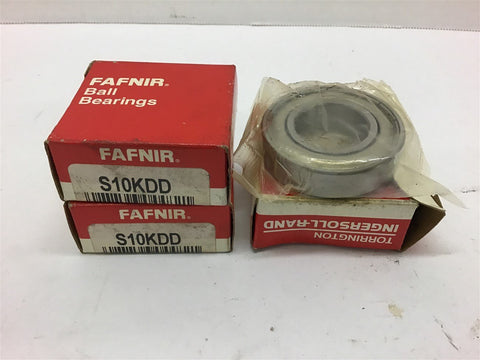 FAFNIR®
Ball
Bearings
FAFNIR®
S10KDD
FAFNIR®
S10KDD
TORRINGTON
INGERSOLL-RAND